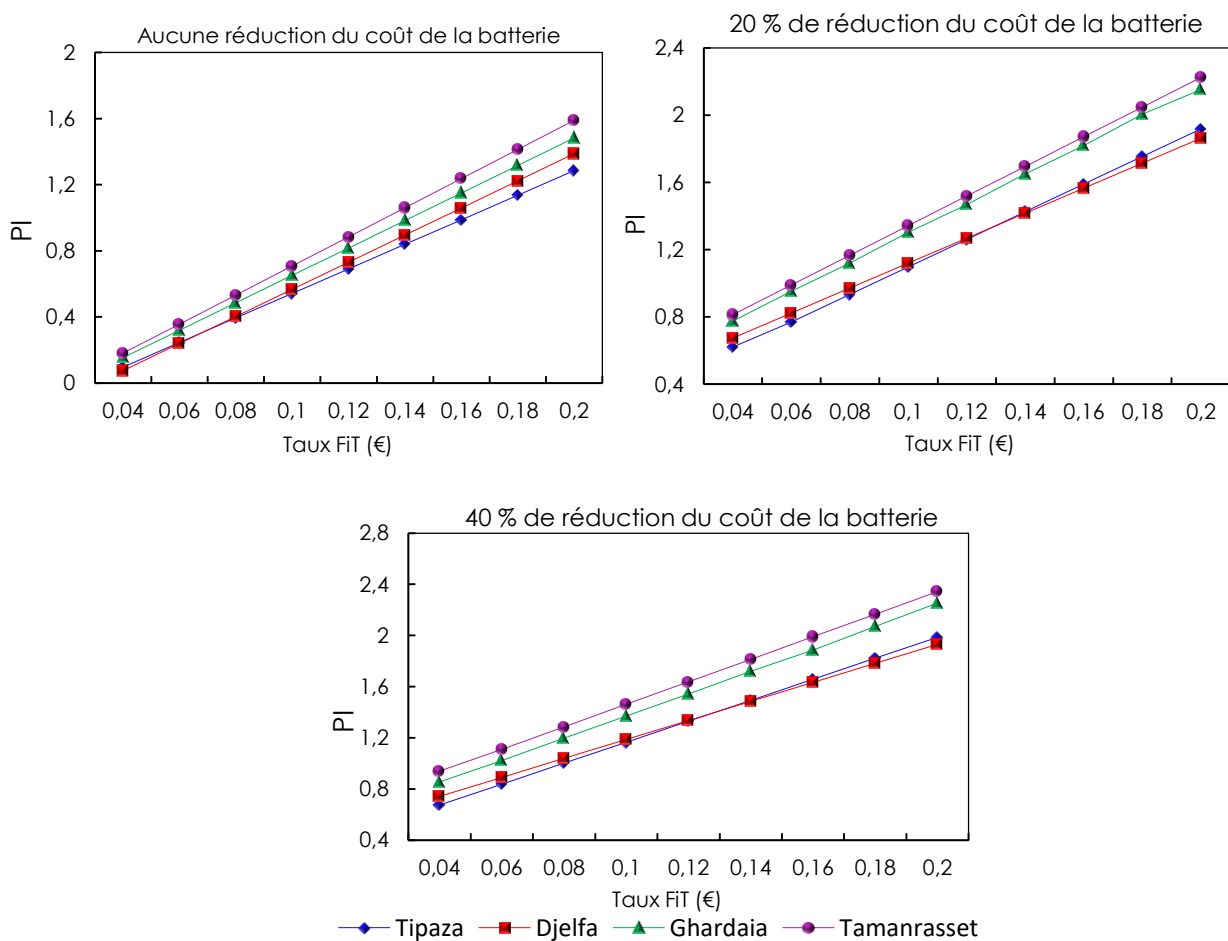 Aucune réduction du coût de la batterie
2
1,6
1,2
0,8
0,4
0
PI
0,04 0,06 0,08 0,1 0,12 0,14 0,16 0,18 0,2
Taux FiT (€)
20 % de réduction du coût de la batterie
2,4
2
1,6
1,2
0,8
0,4
PI
0,04 0,06 0,08 0,1 0,12 0,14 0,16 0,18 0,2
Taux FiT (€)
40 % de réduction du coût de la batterie
2,8
2,4
2
1,6
1,2
0,8
0,4
PI
0,04 0,06 0,08 0,1 0,12 0,14 0,16 0,18 0,2
Taux FiT (€)
Tipaza Djelfa Ghardaia Tamanrasset